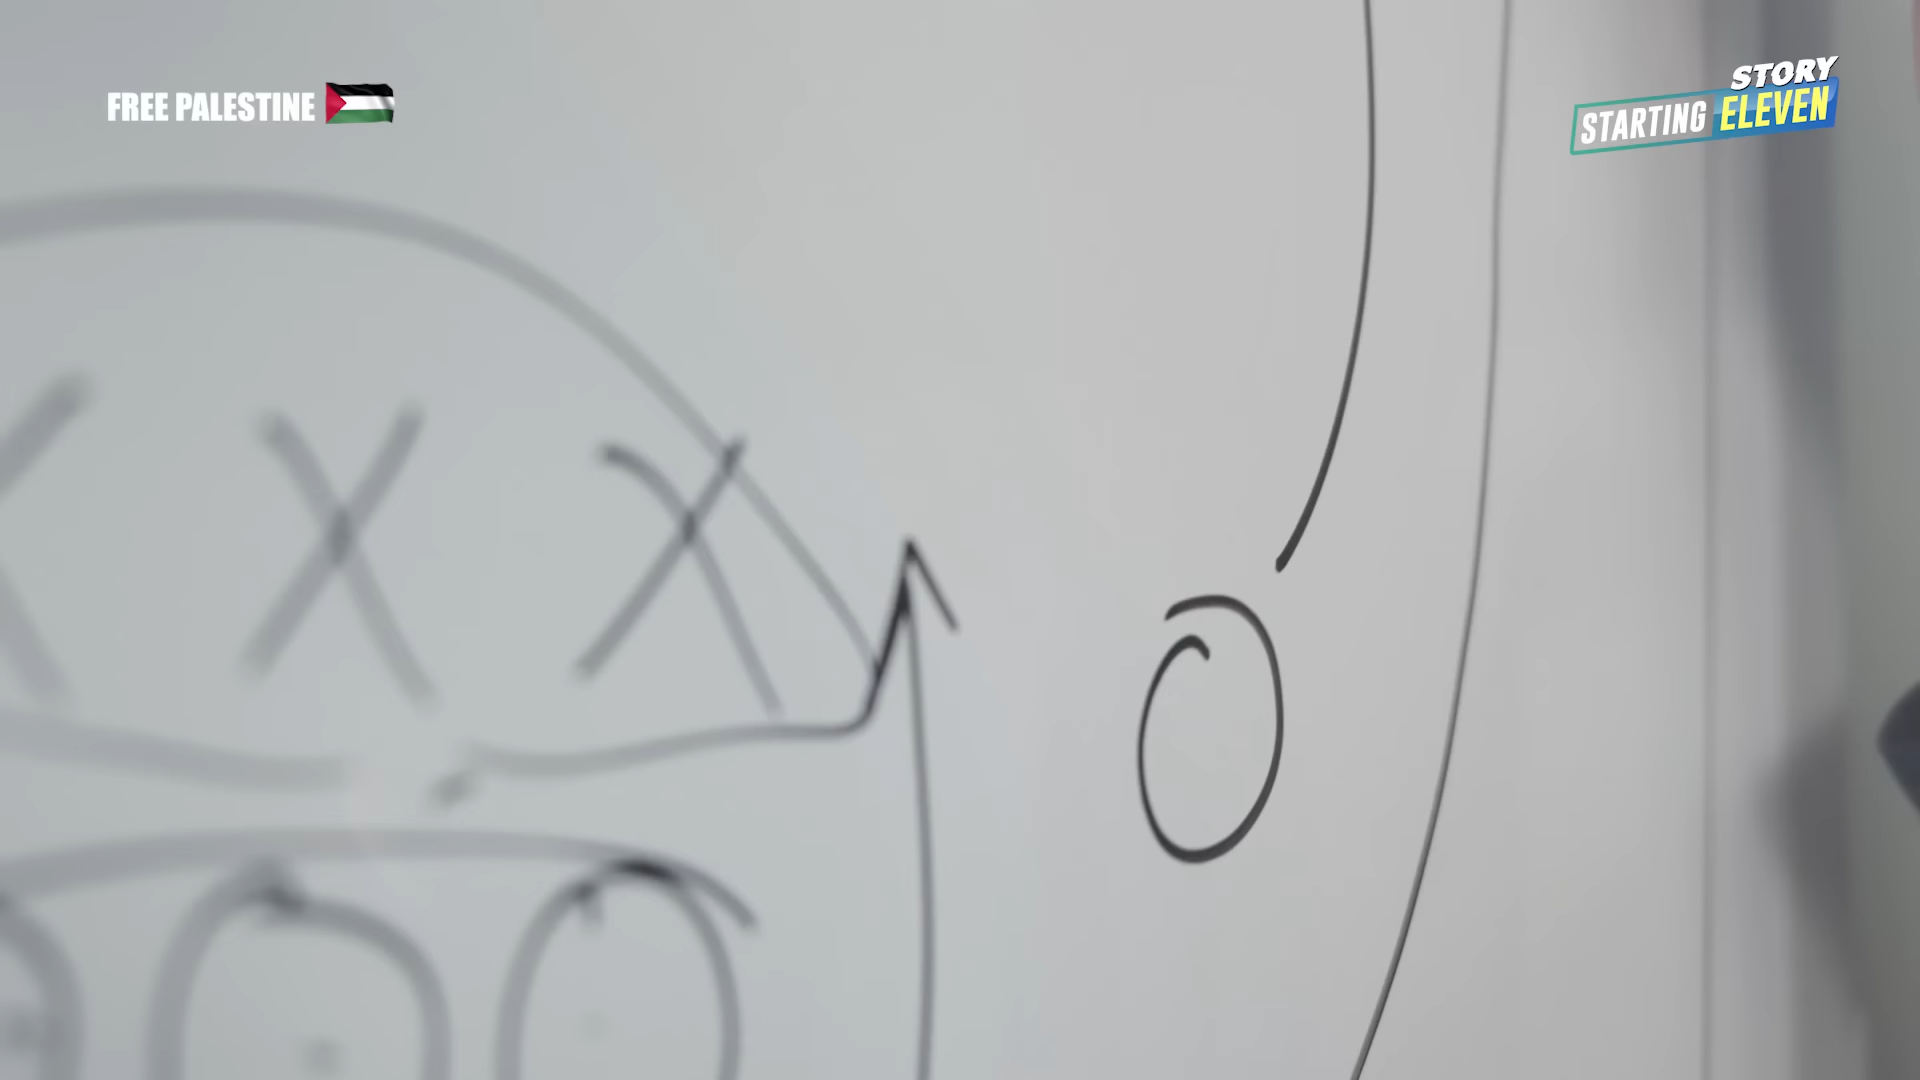 FREE PALESTINE
STORY
STARTING ELEVEN
X X
O
O O